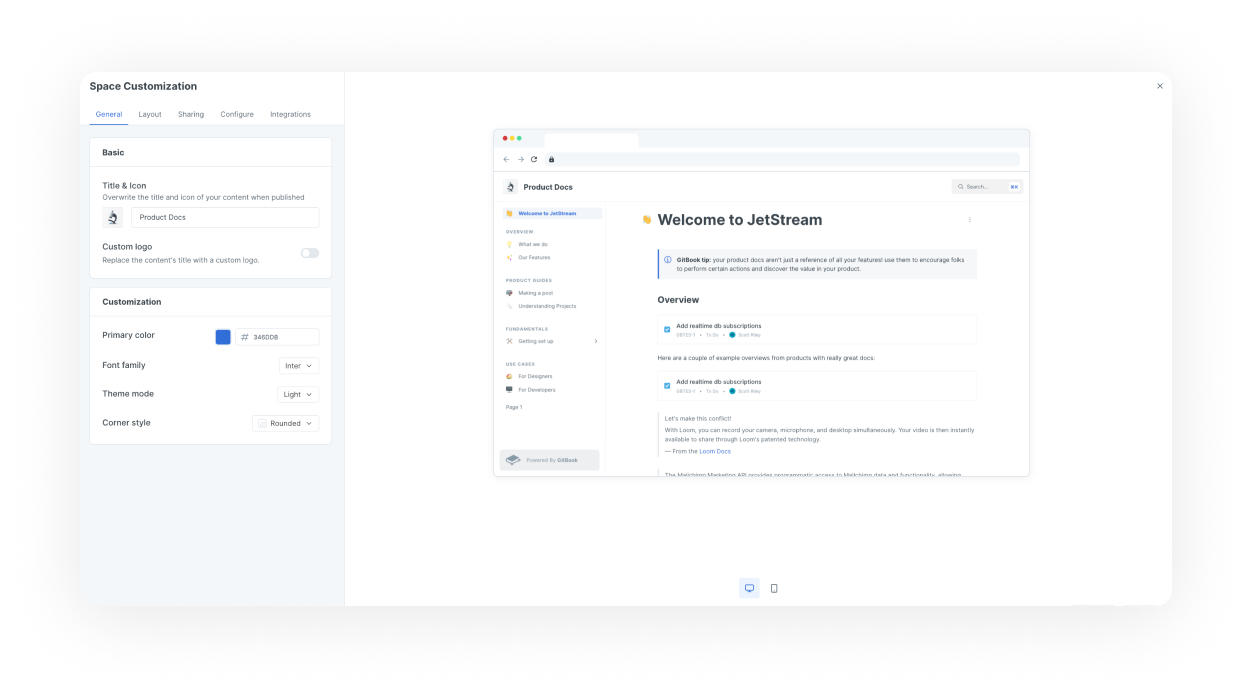 Space Customization
General Layout Sharing Configure Integrations
Basic
Title & Icon
Overwrite the title and icon of your content when published
Product Docs
Custom logo
Replace the content's title with a custom logo.
Customization
Primary color # 346DDB
Font family Inter
Theme mode Light
Corner style Rounded
Product Docs
Search... ⌘K
Welcome to JetStream
OVERVIEW
What we do
Our Features
PRODUCT GUIDES
Making a post
Understanding Projects
FUNDAMENTALS
Getting set up
USE CASES
For Designers
For Developers
Page 1
Powered By GitBook
Welcome to JetStream
GitBook tip: your product docs aren't just a reference of all your features! use them to encourage folks
to perform certain actions and discover the value in your product.
Overview
Add realtime db subscriptions
GBTES-1 • To Do • Scott Riley
Here are a couple of example overviews from products with really great docs:
Add realtime db subscriptions
GBTES-1 • To Do • Scott Riley
Let's make this conflict!
With Loom, you can record your camera, microphone, and desktop simultaneously. Your video is then instantly
available to share through Loom's patented technology.
— From the Loom Docs
The Mailchimp Marketing API provides programmatic access to Mailchimp data and functionality, allowing